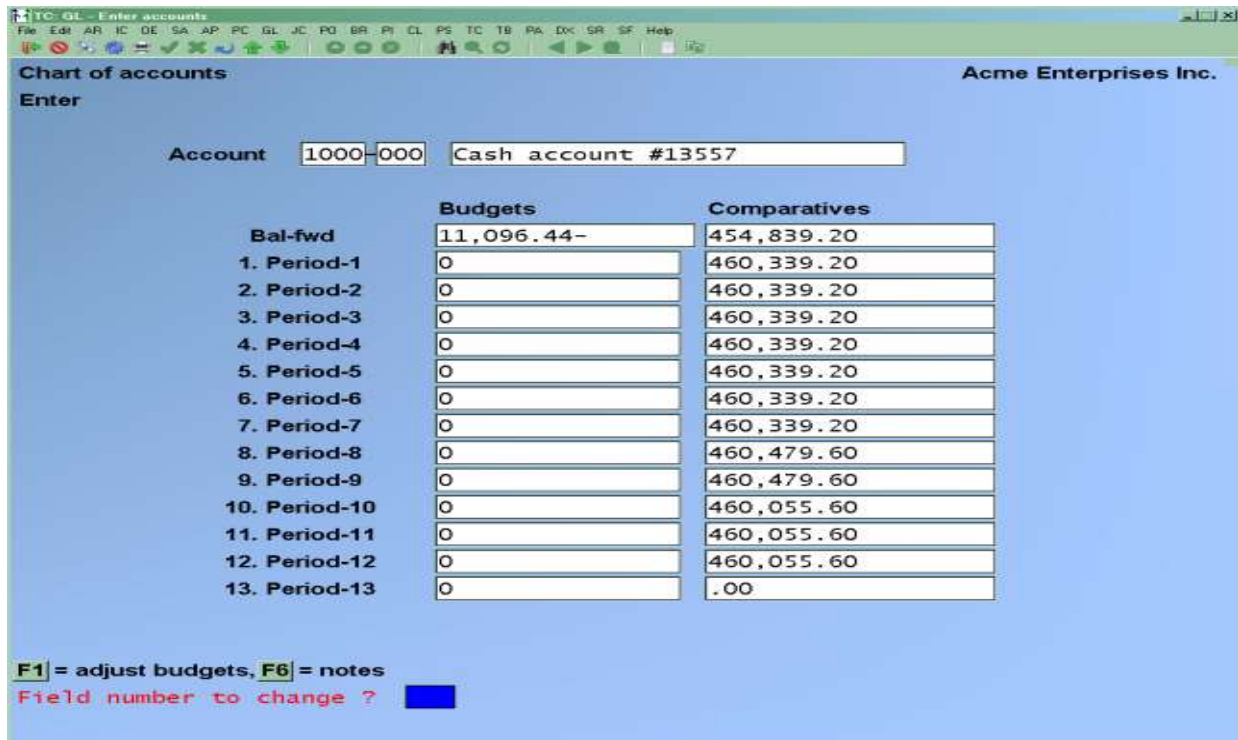 TC: GL - Enter accounts
File Edit AR IC OE SA AP PC GL JC PO BR PI CL PS TC TB PA DX SR SF Help
Chart of accounts Acme Enterprises Inc.
Enter
Account 1000-000 Cash account #13557
Budgets Comparatives
Bal-fwd 11,096.44- 454,839.20
1. Period-1 0 460,339.20
2. Period-2 0 460,339.20
3. Period-3 0 460,339.20
4. Period-4 0 460,339.20
5. Period-5 0 460,339.20
6. Period-6 0 460,339.20
7. Period-7 0 460,339.20
8. Period-8 0 460,479.60
9. Period-9 0 460,479.60
10. Period-10 0 460,055.60
11. Period-11 0 460,055.60
12. Period-12 0 460,055.60
13. Period-13 0 .00
F1 = adjust budgets, F6 = notes
Field number to change ?